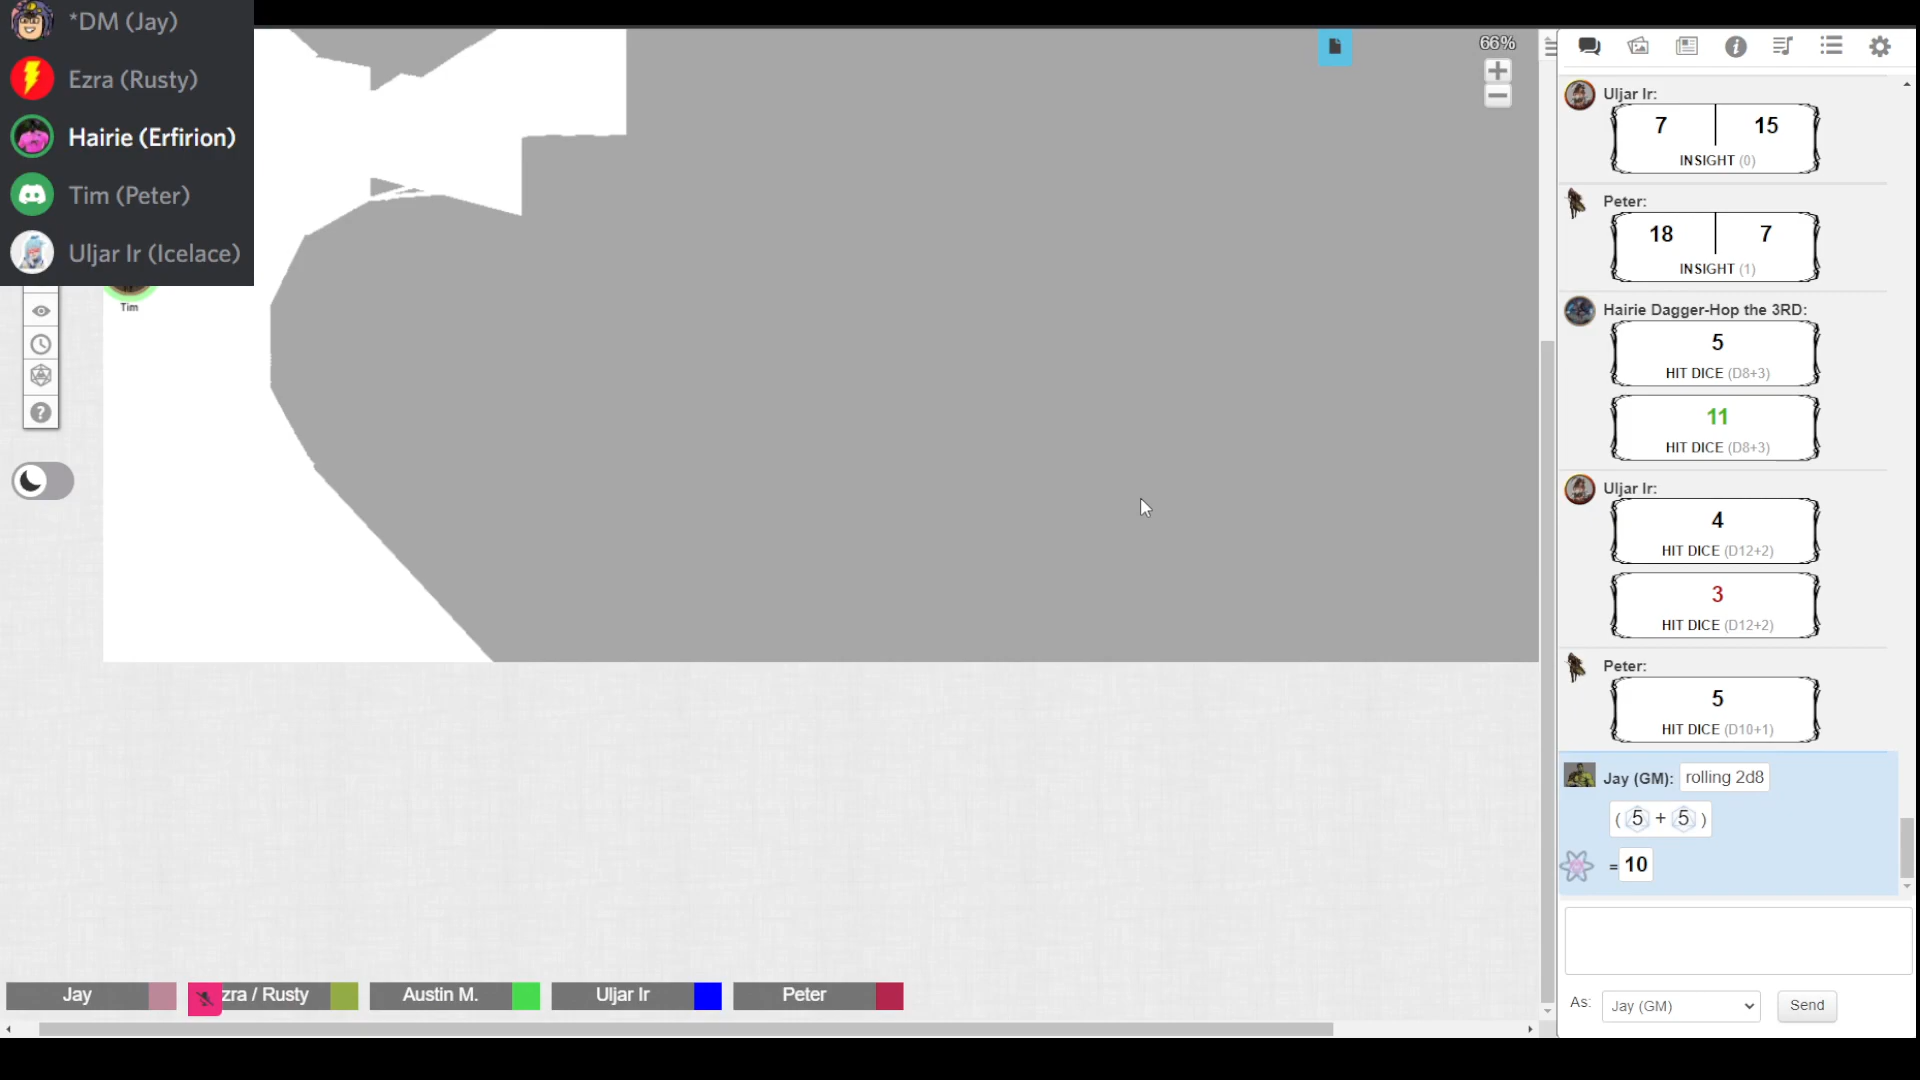 *DM (Jay)
Ezra (Rusty)
Hairie (Erfirion)
Tim (Peter)
Uljar Ir (Icelace)
Tim
66%
Uljar Ir:
7 15
INSIGHT (0)
Peter:
18 7
INSIGHT (1)
Hairie Dagger-Hop the 3RD:
5
HIT DICE (D8+3)
11
HIT DICE (D8+3)
Uljar Ir:
4
HIT DICE (D12+2)
3
HIT DICE (D12+2)
Peter:
5
HIT DICE (D10+1)
Jay (GM): rolling 2d8
( 5 + 5 )
= 10
As: Jay (GM) Send
Jay
zra / Rusty
Austin M.
Uljar Ir
Peter